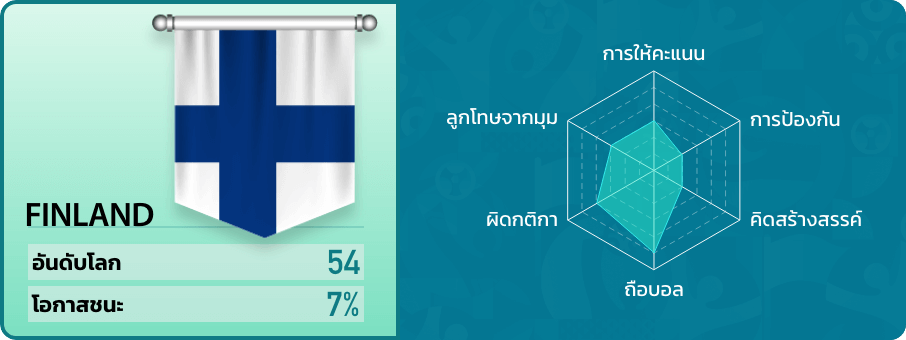 FINLAND
อันดับโลก 54
โอกาสชนะ 7%
การให้คะแนน
ลูกโทษจากมุม
การป้องกัน
ผิดกติกา
คิดสร้างสรรค์
ถือบอล